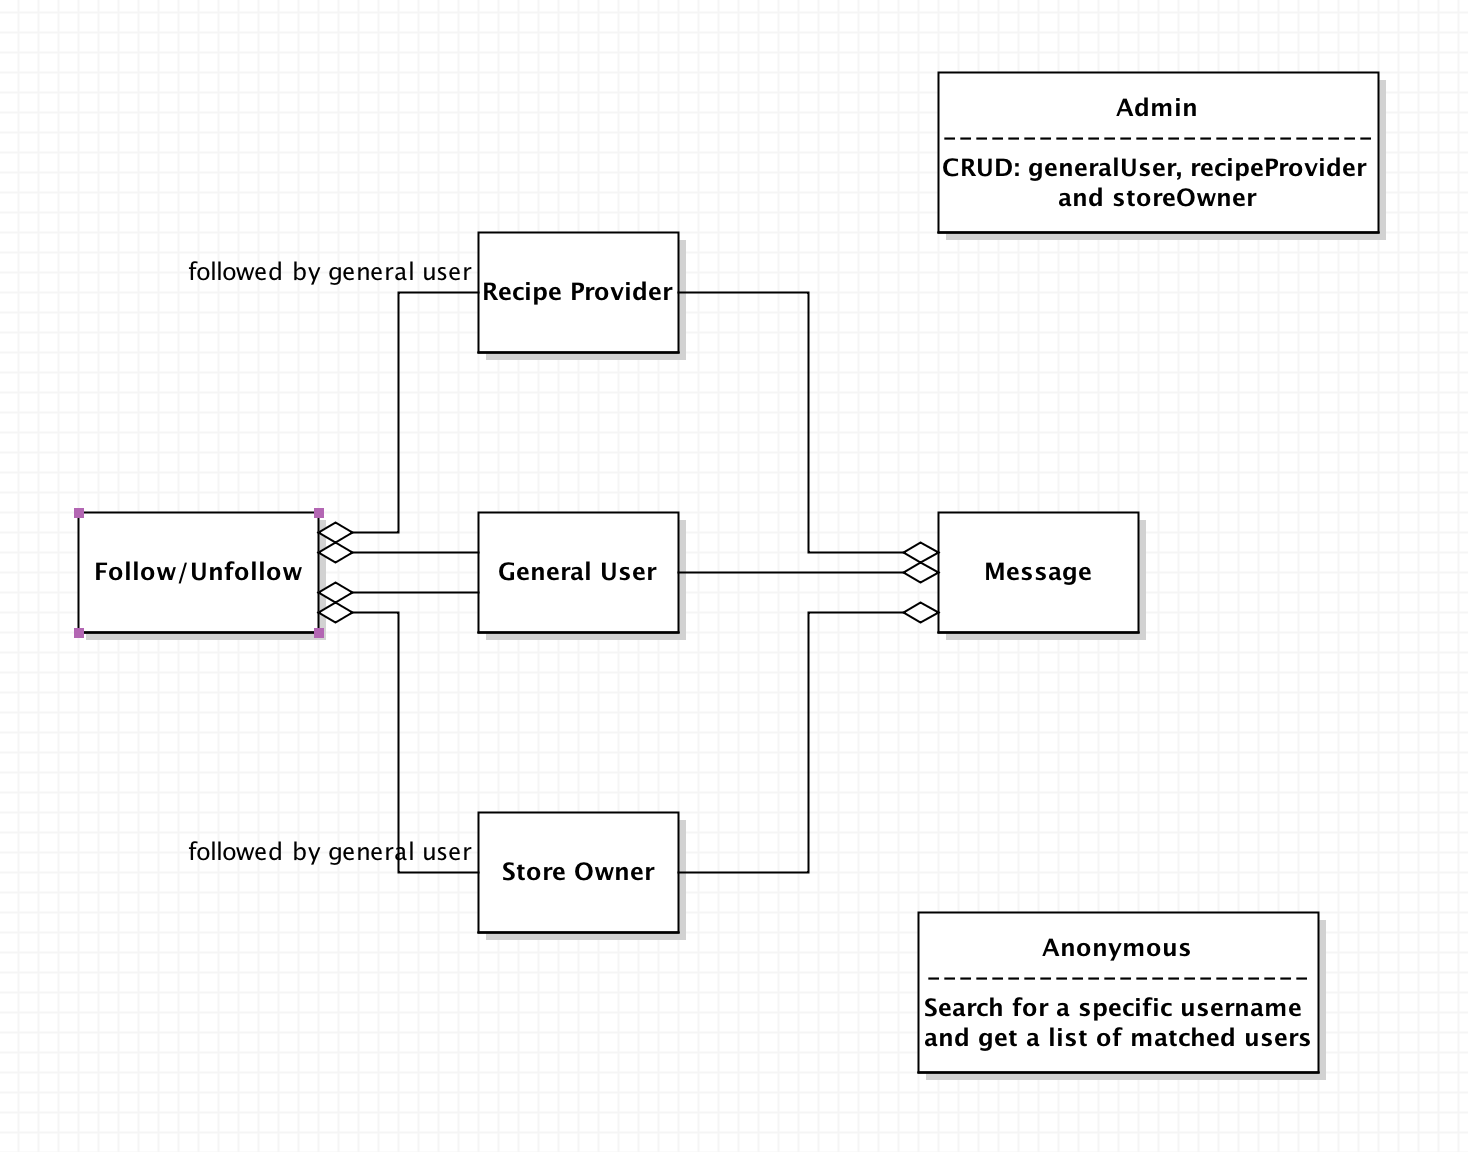 Admin
CRUD: generalUser, recipeProvider
and storeOwner
followed by general user
Recipe Provider
Follow/Unfollow
General User
Message
followed by general user
Store Owner
Anonymous
Search for a specific username
and get a list of matched users